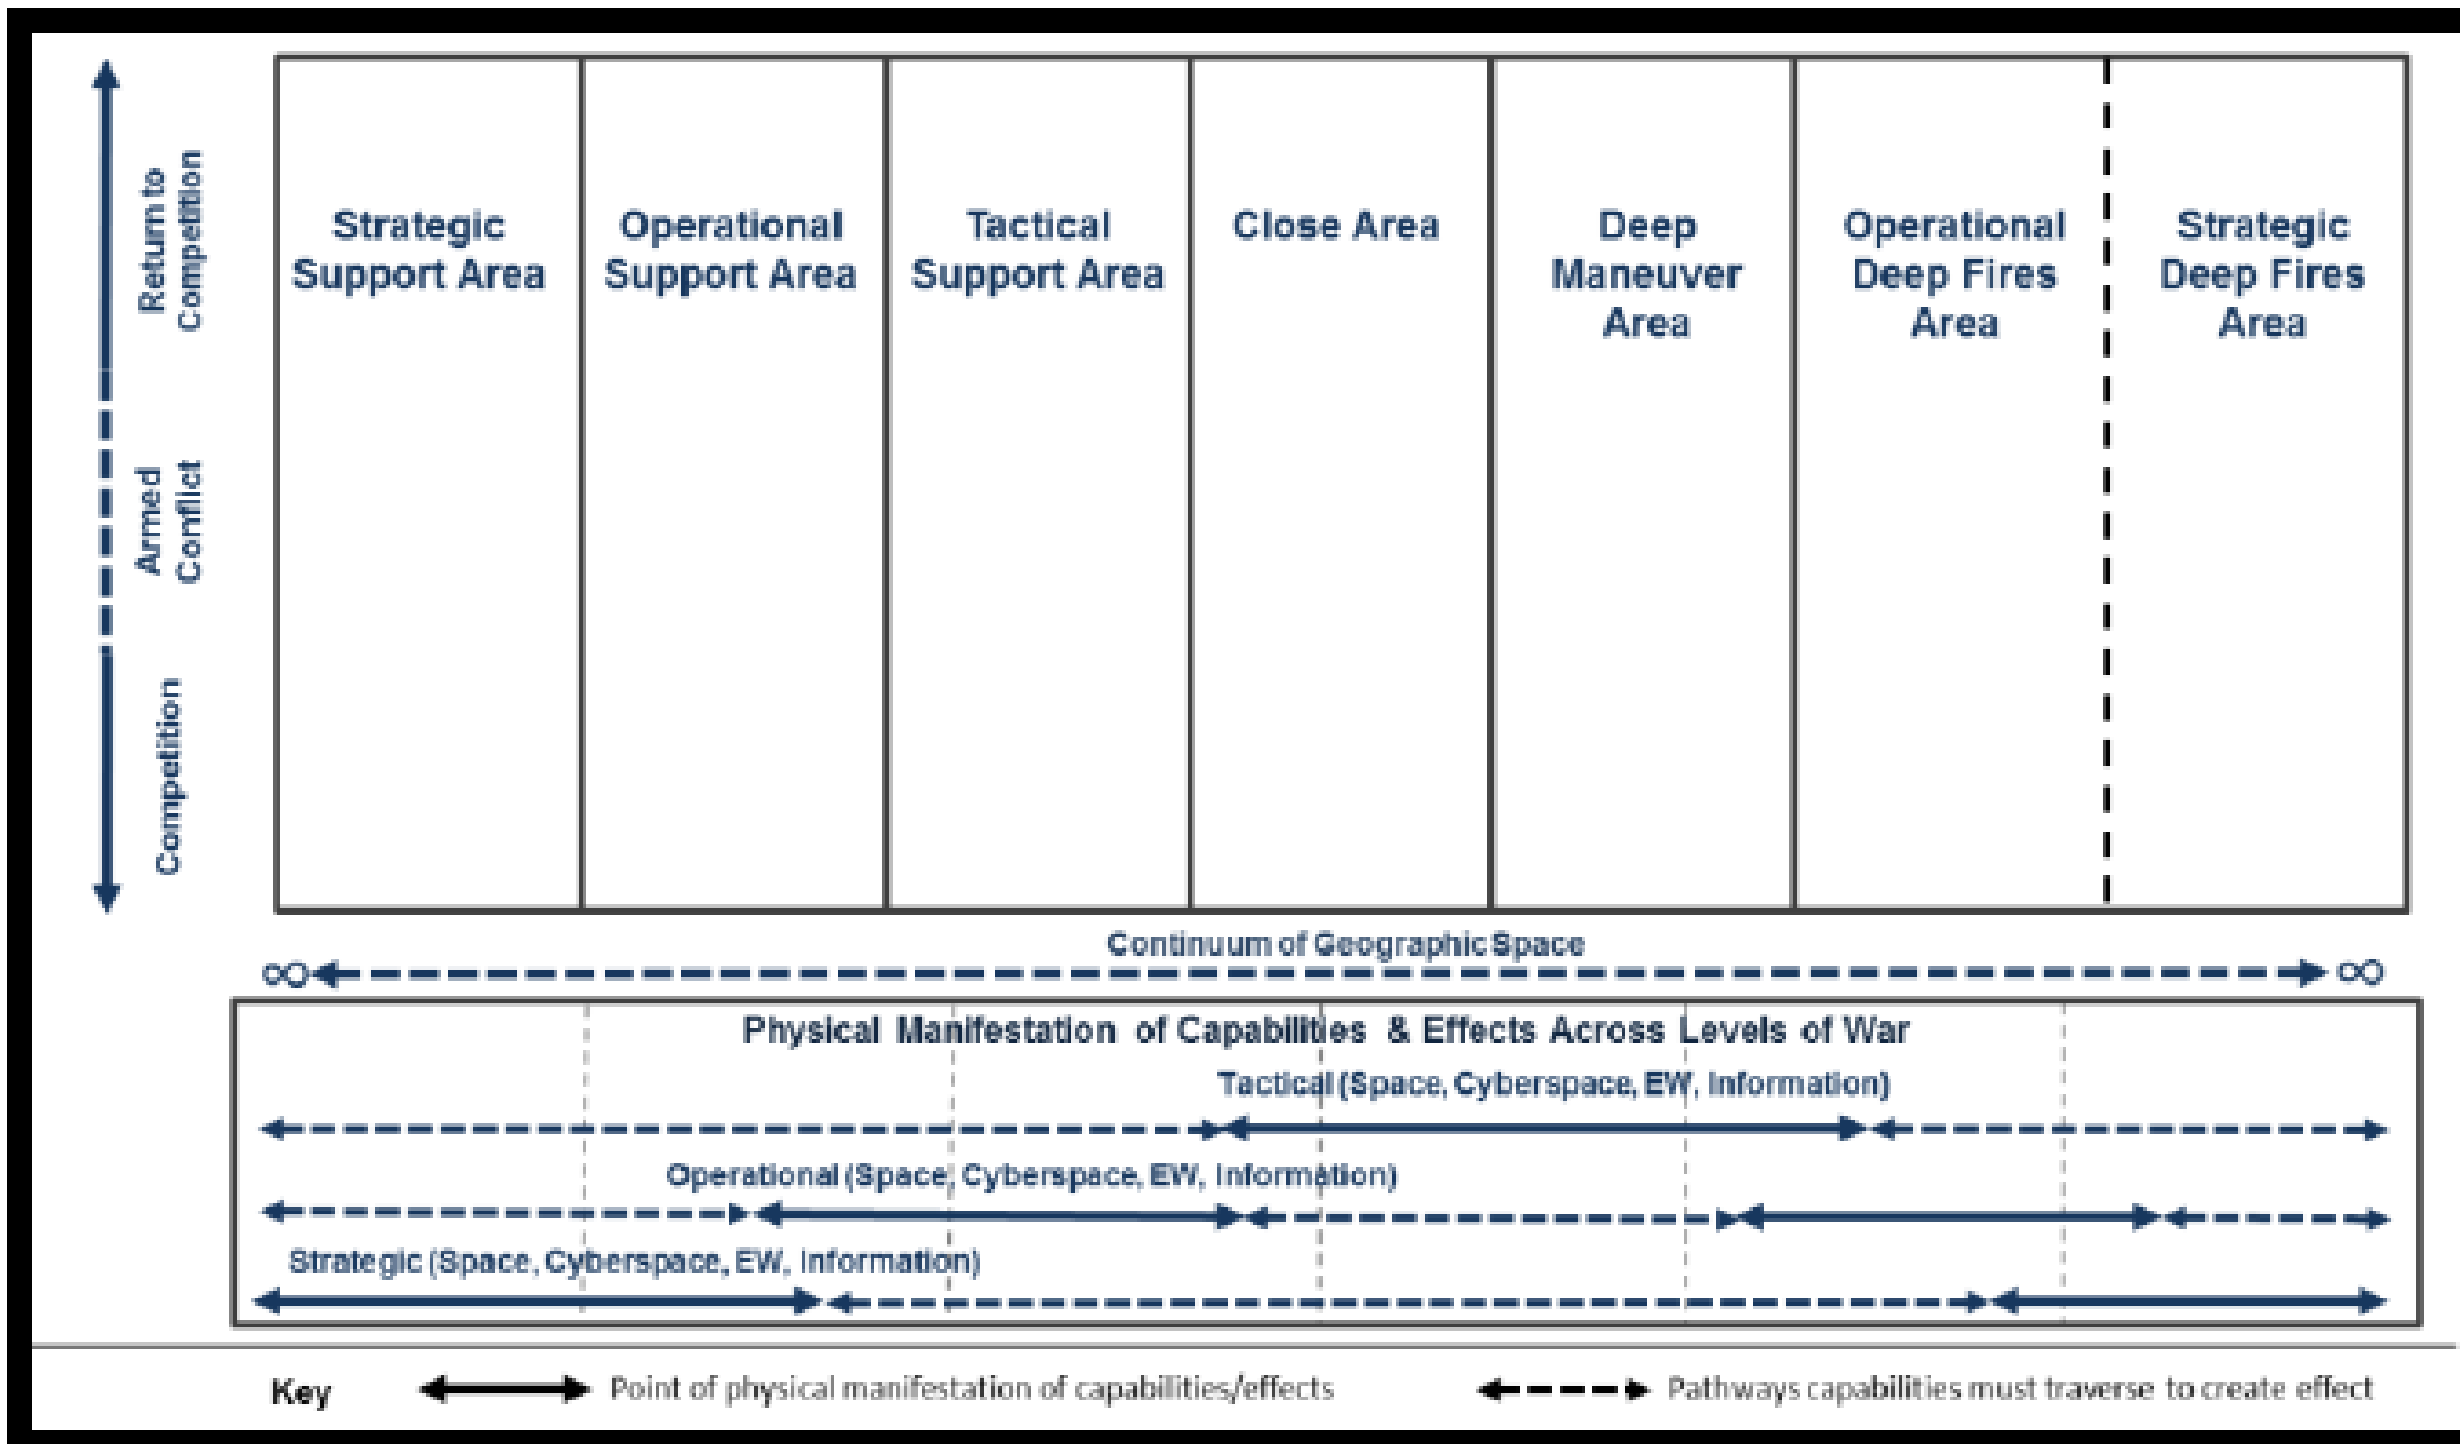 Return to
Competition
Armed
Conflict
Competition
Strategic
Support Area
Operational
Support Area
Tactical
Support Area
Close Area
Deep
Maneuver
Area
Operational
Deep Fires
Area
Strategic
Deep Fires
Area
Continuum of Geographic Space
∞ ∞
Physical Manifestation of Capabilities & Effects Across Levels of War
Tactical (Space, Cyberspace, EW, Information)
Operational (Space, Cyberspace, EW, Information)
Strategic (Space, Cyberspace, EW, Information)
Key Point of physical manifestation of capabilities/effects Pathways capabilities must traverse to create effect